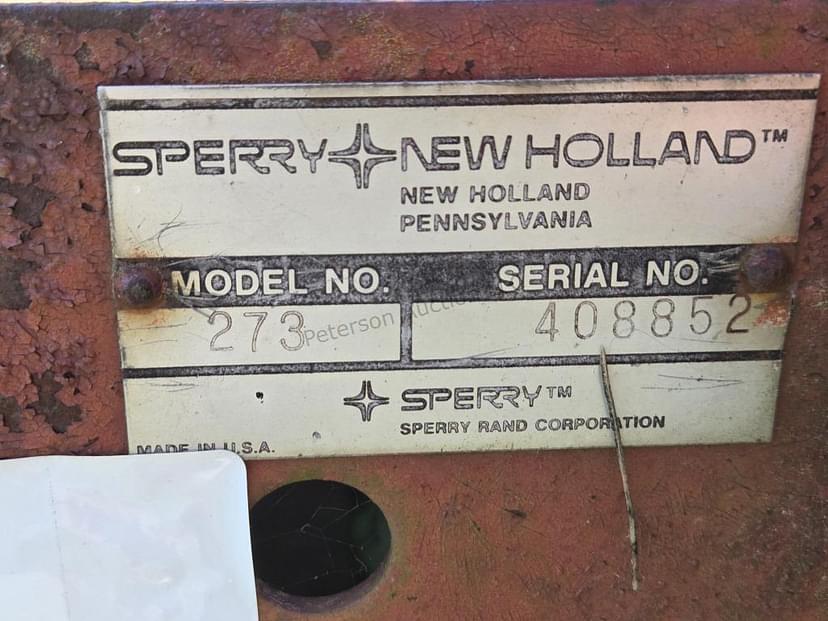 SPERRY NEW HOLLAND™
NEW HOLLAND
PENNSYLVANIA
MODEL NO. SERIAL NO.
273 408852
Peterson Auctio
SPERRY™
SPERRY RAND CORPORATION
MADE IN U.S.A.